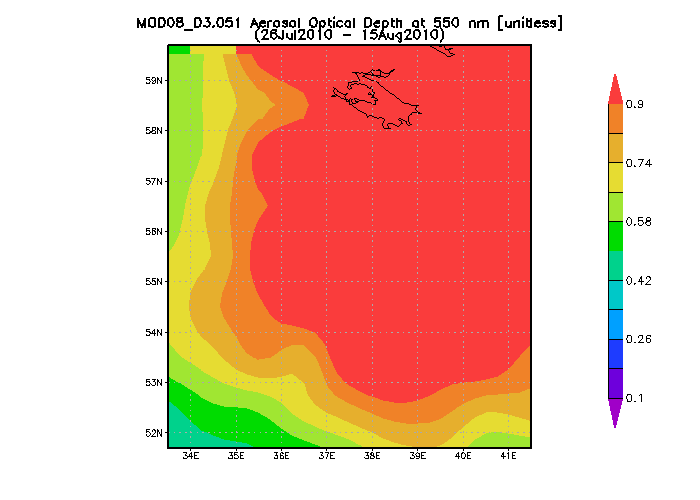 MOD08_D3.051 Aerosol Optical Depth at 550 nm [unitless]
(26Jul2010 - 15Aug2010)
59N
58N
57N
56N
55N
54N
53N
52N
34E 35E 36E 37E 38E 39E 40E 41E
0.9
0.74
0.58
0.42
0.26
0.1